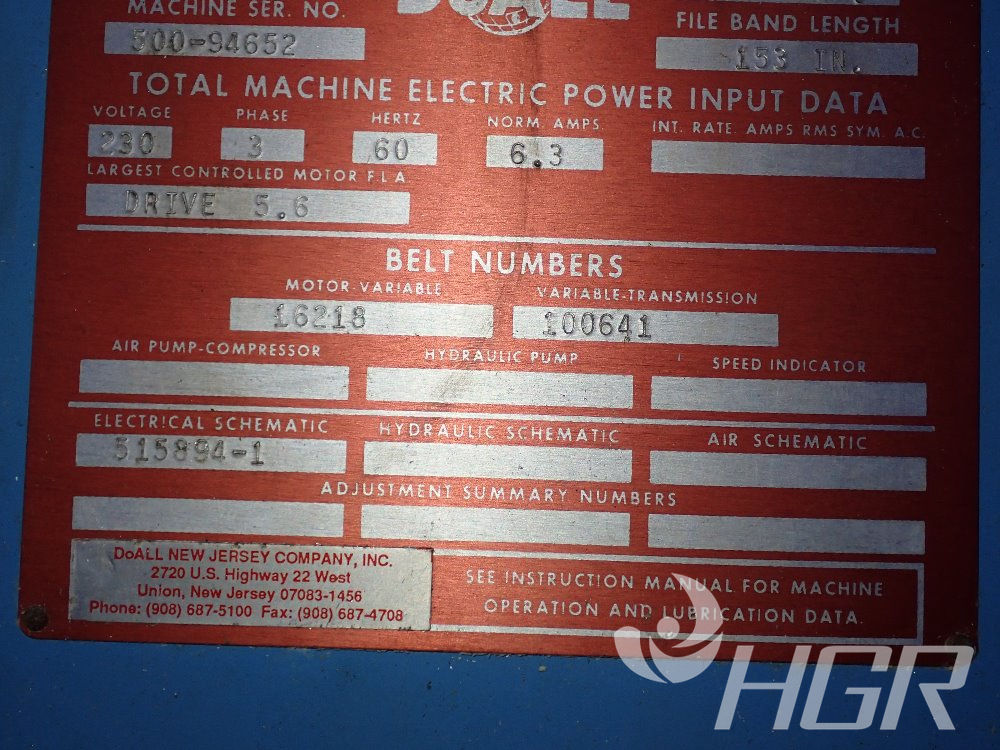 MACHINE SER. NO.
DoALL
FILE BAND LENGTH
500-94652
153 IN.
TOTAL MACHINE ELECTRIC POWER INPUT DATA
VOLTAGE PHASE HERTZ NORM. AMPS. INT. RATE. AMPS RMS SYM. A.C.
230 3 60 6.3
LARGEST CONTROLLED MOTOR F L A
DRIVE 5.6
BELT NUMBERS
MOTOR-VARIABLE VARIABLE-TRANSMISSION
16218 100641
AIR PUMP-COMPRESSOR HYDRAULIC PUMP SPEED INDICATOR
ELECTRICAL SCHEMATIC HYDRAULIC SCHEMATIC AIR SCHEMATIC
515894-1
ADJUSTMENT SUMMARY NUMBERS
DoALL NEW JERSEY COMPANY, INC.
2720 U.S. Highway 22 West
Union, New Jersey 07083-1456
Phone: (908) 687-5100 Fax: (908) 687-4708
SEE INSTRUCTION MANUAL FOR MACHINE
OPERATION AND LUBRICATION DATA.
HGR